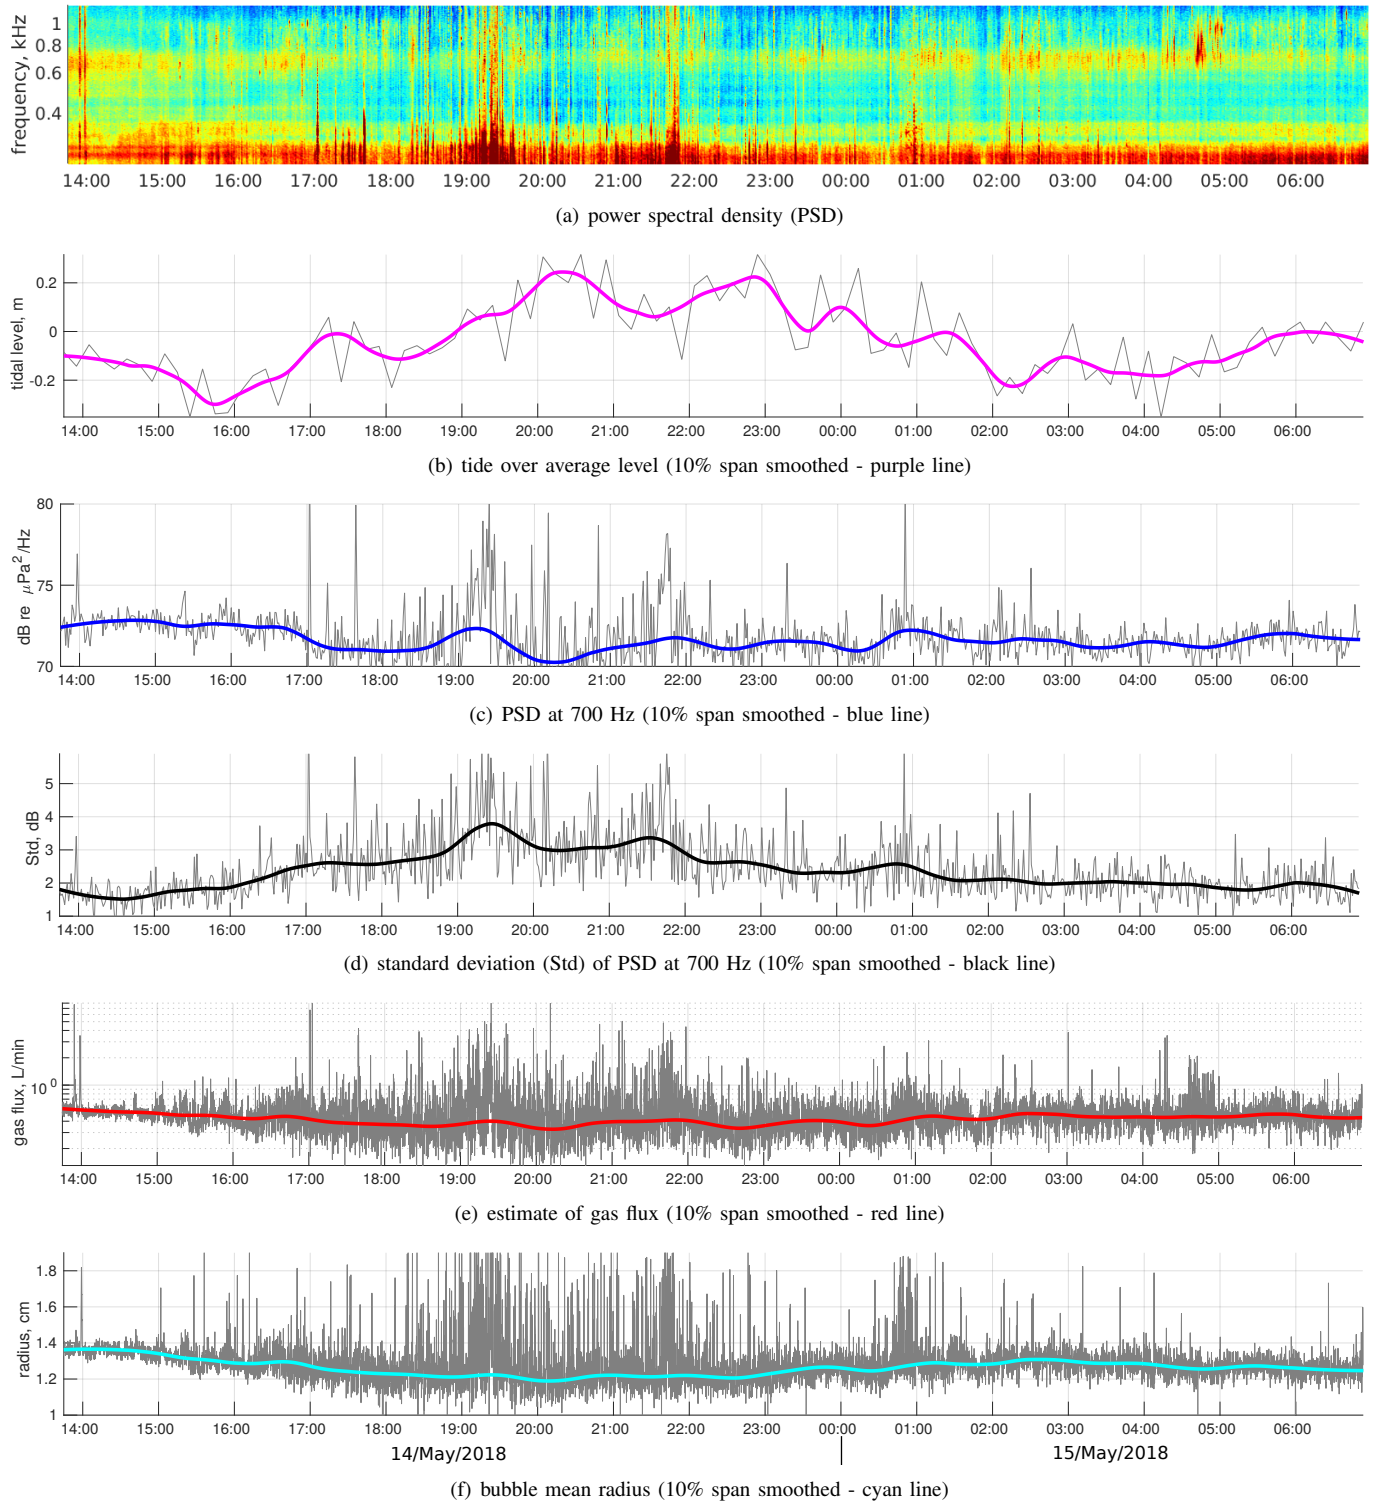 frequency, kHz
1
0.8
0.6
0.4
14:00 15:00 16:00 17:00 18:00 19:00 20:00 21:00 22:00 23:00 00:00 01:00 02:00 03:00 04:00 05:00 06:00
(a) power spectral density (PSD)
tidal level, m
0.2
0
-0.2
14:00 15:00 16:00 17:00 18:00 19:00 20:00 21:00 22:00 23:00 00:00 01:00 02:00 03:00 04:00 05:00 06:00
(b) tide over average level (10% span smoothed - purple line)
dB re μPa²/Hz
80
75
70
14:00 15:00 16:00 17:00 18:00 19:00 20:00 21:00 22:00 23:00 00:00 01:00 02:00 03:00 04:00 05:00 06:00
(c) PSD at 700 Hz (10% span smoothed - blue line)
Std, dB
5
4
3
2
1
14:00 15:00 16:00 17:00 18:00 19:00 20:00 21:00 22:00 23:00 00:00 01:00 02:00 03:00 04:00 05:00 06:00
(d) standard deviation (Std) of PSD at 700 Hz (10% span smoothed - black line)
gas flux, L/min
10⁰
14:00 15:00 16:00 17:00 18:00 19:00 20:00 21:00 22:00 23:00 00:00 01:00 02:00 03:00 04:00 05:00 06:00
(e) estimate of gas flux (10% span smoothed - red line)
radius, cm
1.8
1.6
1.4
1.2
1
14:00 15:00 16:00 17:00 18:00 19:00 20:00 21:00 22:00 23:00 00:00 01:00 02:00 03:00 04:00 05:00 06:00
14/May/2018 15/May/2018
(f) bubble mean radius (10% span smoothed - cyan line)